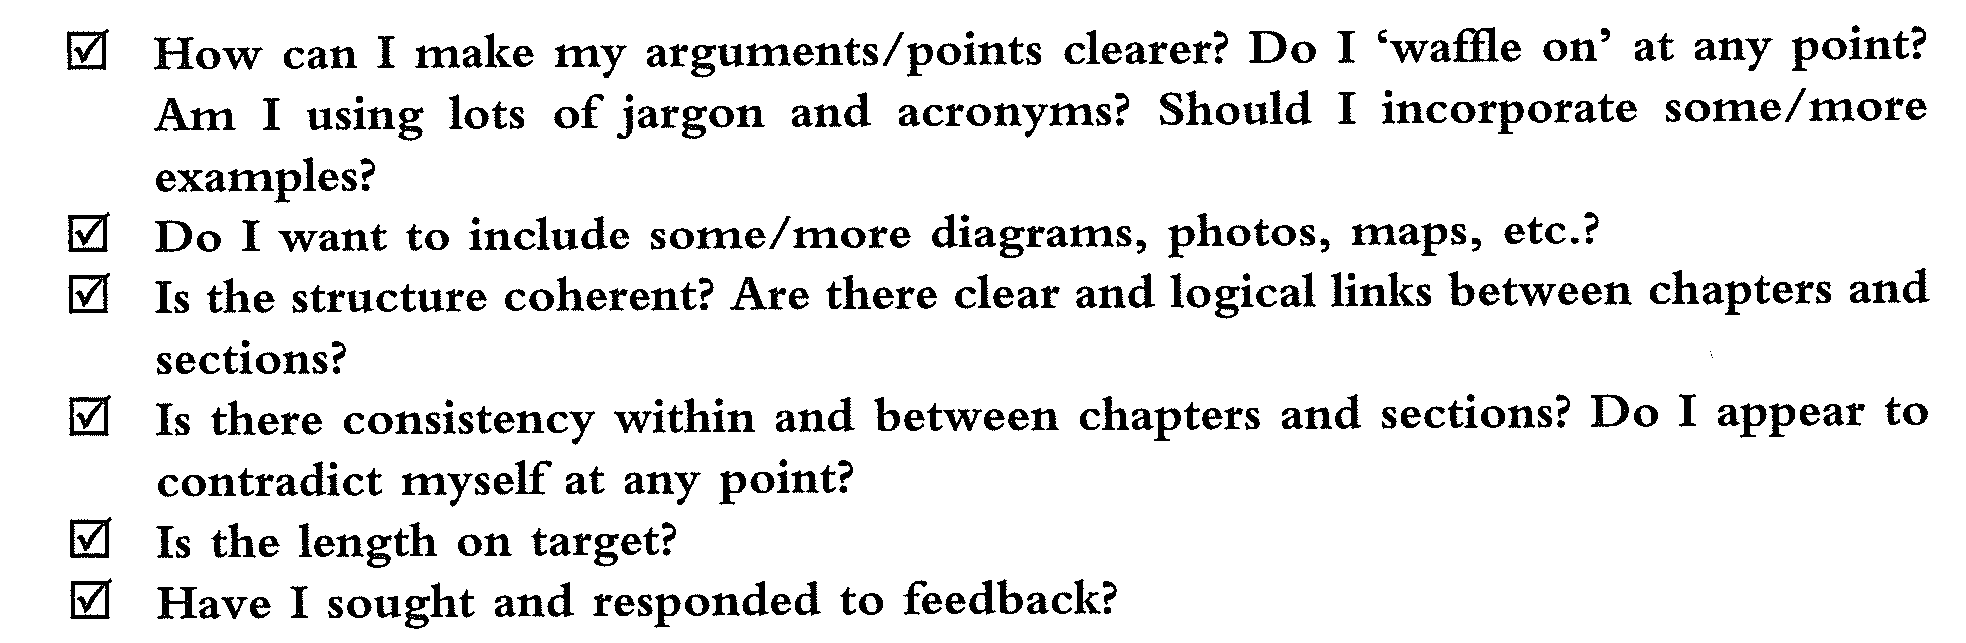 ☑ How can I make my arguments/points clearer? Do I ‘waffle on’ at any point?
Am I using lots of jargon and acronyms? Should I incorporate some/more
examples?
☑ Do I want to include some/more diagrams, photos, maps, etc.?
☑ Is the structure coherent? Are there clear and logical links between chapters and
sections?
☑ Is there consistency within and between chapters and sections? Do I appear to
contradict myself at any point?
☑ Is the length on target?
☑ Have I sought and responded to feedback?